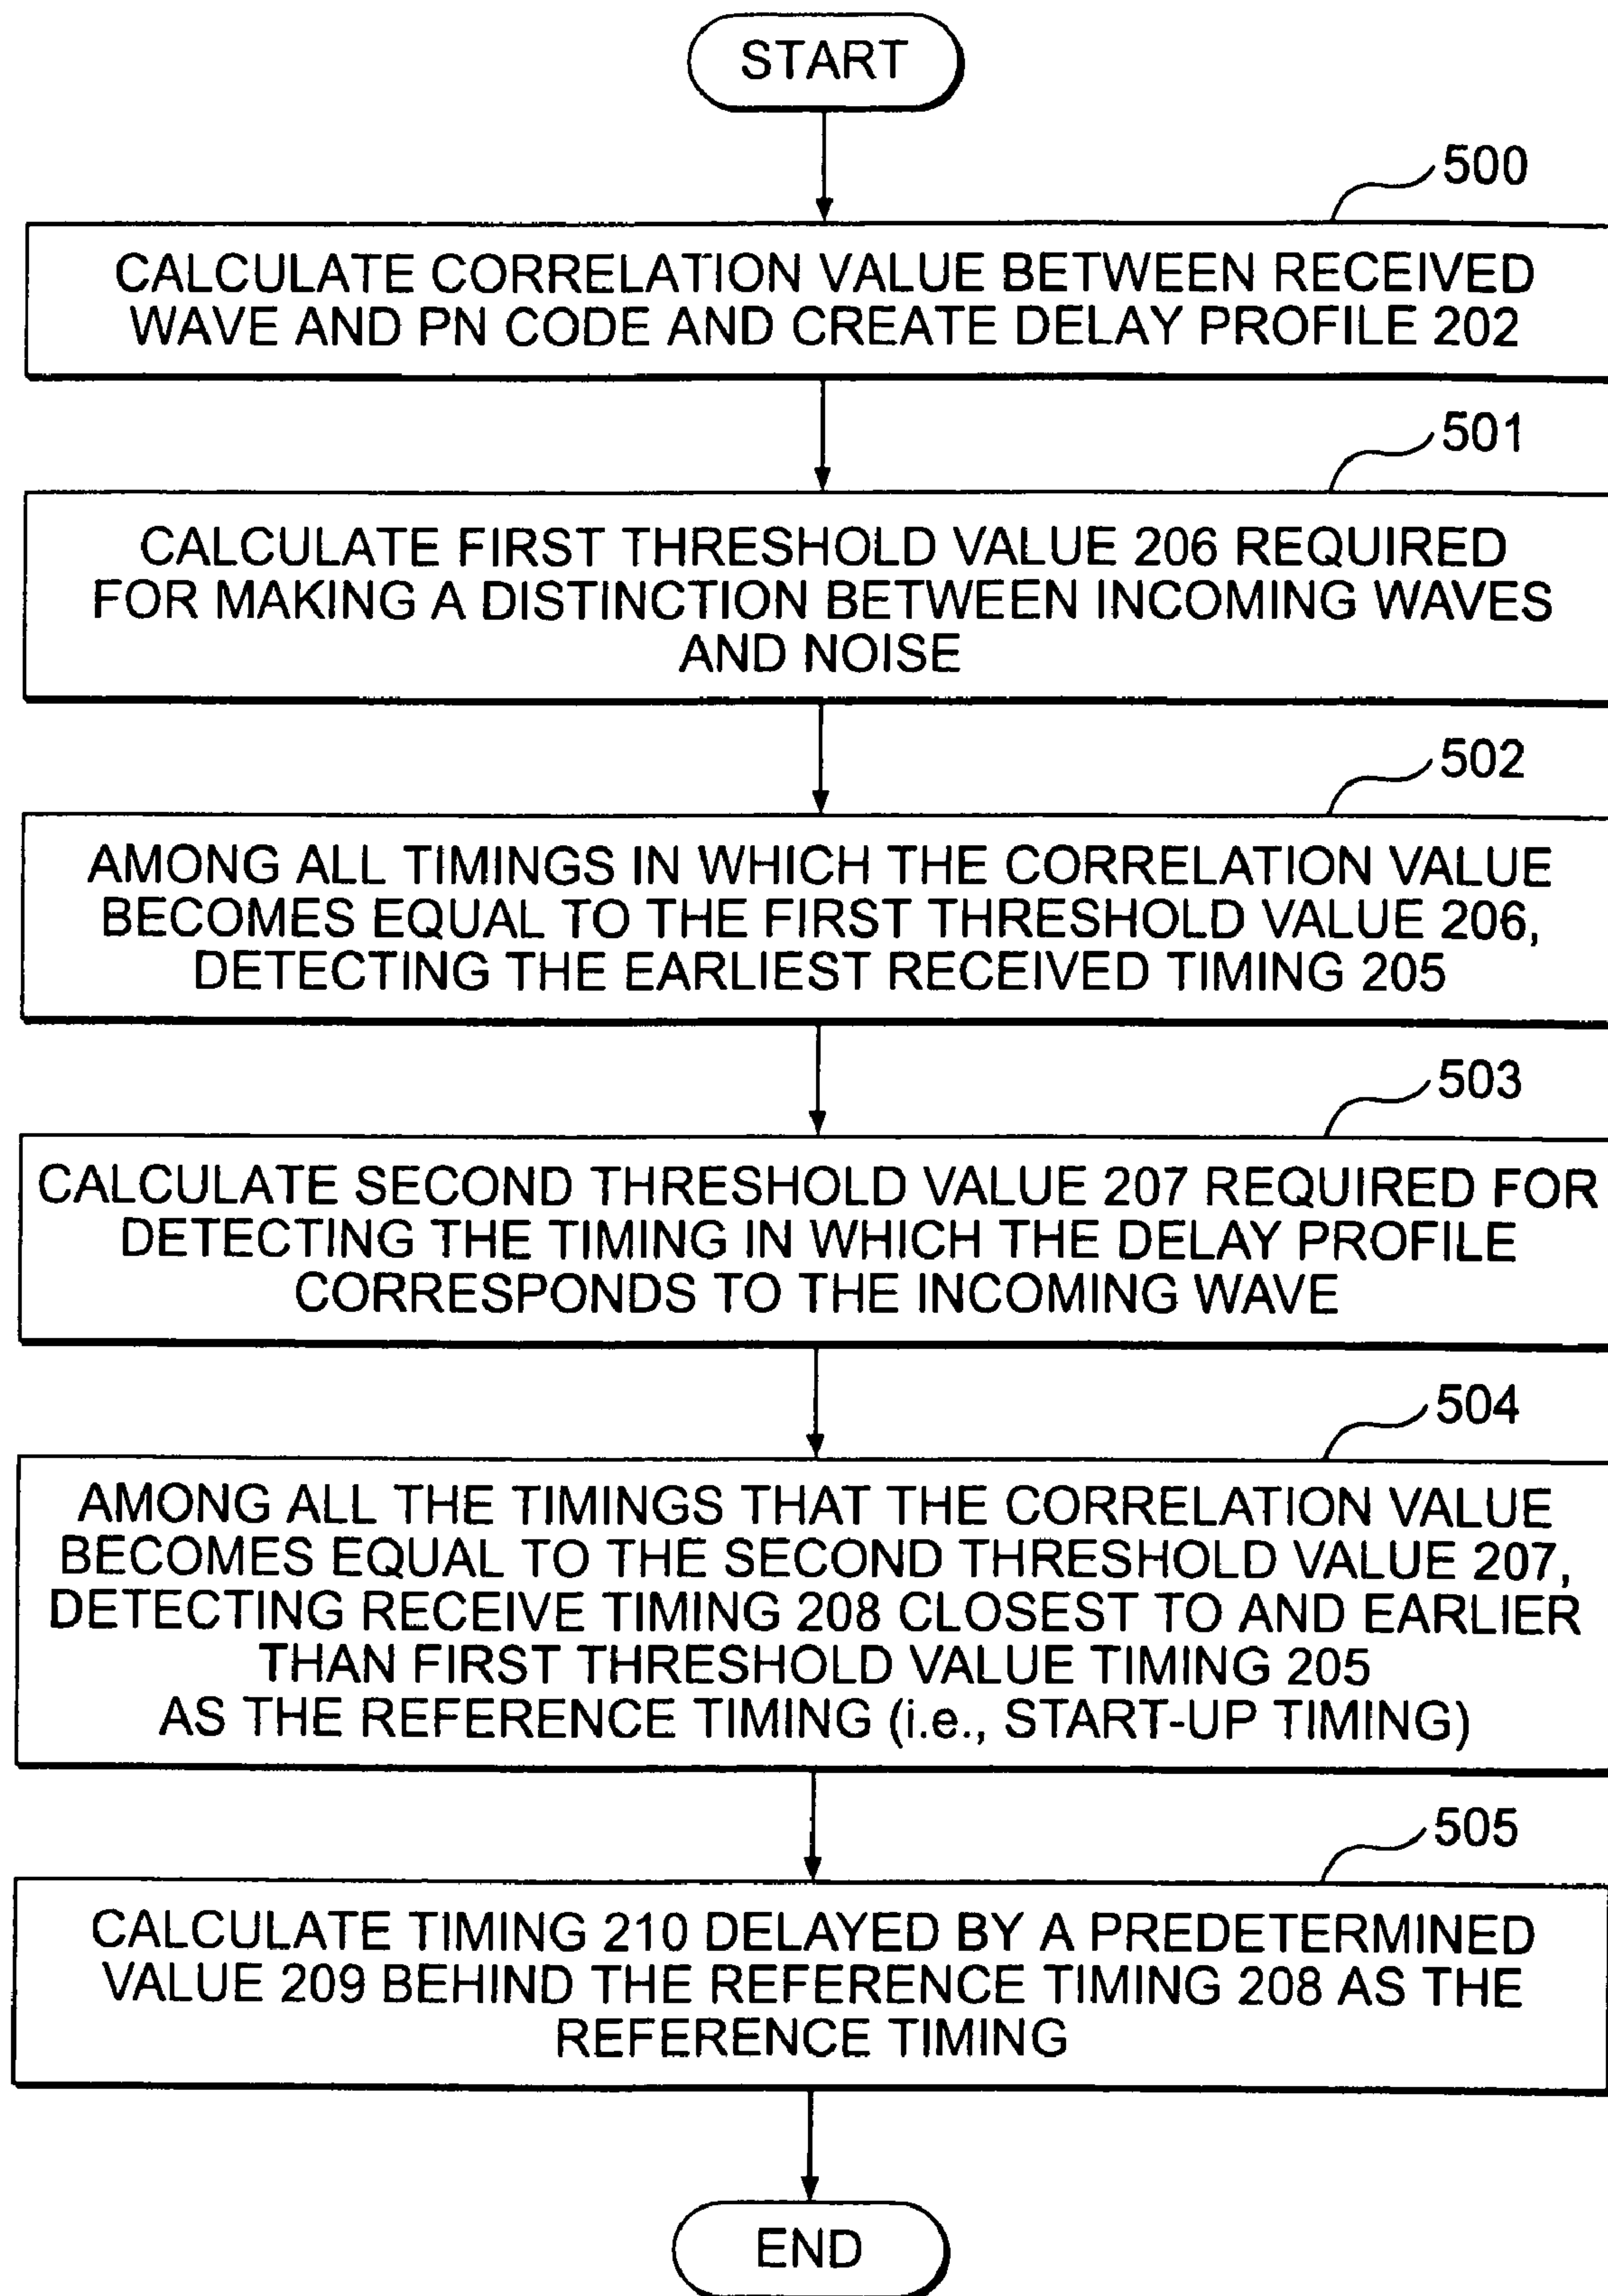 START
500
CALCULATE CORRELATION VALUE BETWEEN RECEIVED
WAVE AND PN CODE AND CREATE DELAY PROFILE 202
501
CALCULATE FIRST THRESHOLD VALUE 206 REQUIRED
FOR MAKING A DISTINCTION BETWEEN INCOMING WAVES
AND NOISE
502
AMONG ALL TIMINGS IN WHICH THE CORRELATION VALUE
BECOMES EQUAL TO THE FIRST THRESHOLD VALUE 206,
DETECTING THE EARLIEST RECEIVED TIMING 205
503
CALCULATE SECOND THRESHOLD VALUE 207 REQUIRED FOR
DETECTING THE TIMING IN WHICH THE DELAY PROFILE
CORRESPONDS TO THE INCOMING WAVE
504
AMONG ALL THE TIMINGS THAT THE CORRELATION VALUE
BECOMES EQUAL TO THE SECOND THRESHOLD VALUE 207,
DETECTING RECEIVE TIMING 208 CLOSEST TO AND EARLIER
THAN FIRST THRESHOLD VALUE TIMING 205
AS THE REFERENCE TIMING (i.e., START-UP TIMING)
505
CALCULATE TIMING 210 DELAYED BY A PREDETERMINED
VALUE 209 BEHIND THE REFERENCE TIMING 208 AS THE
REFERENCE TIMING
END